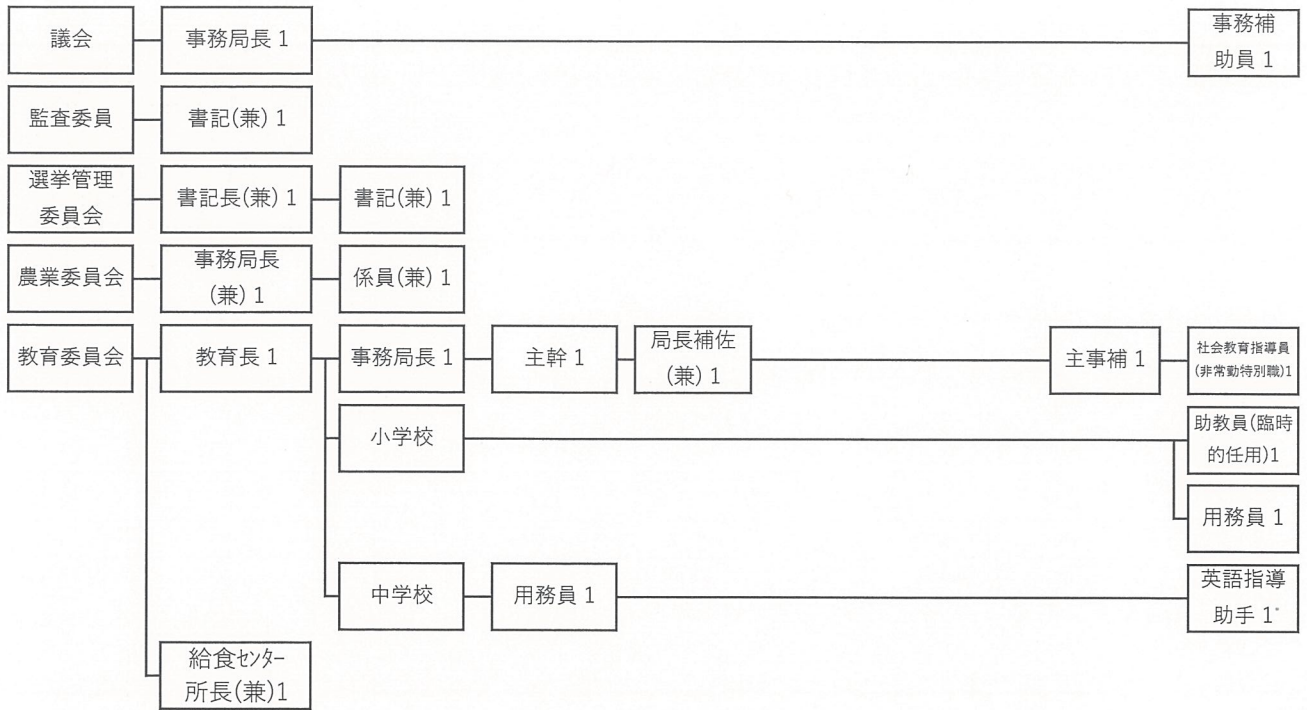 議会
事務局長 1
事務補
助員 1
監査委員
書記(兼) 1
選挙管理
委員会
書記長(兼) 1
書記(兼) 1
農業委員会
事務局長
(兼) 1
係員(兼) 1
教育委員会
教育長 1
事務局長 1
主幹 1
局長補佐
(兼) 1
主事補 1
社会教育指導員
(非常勤特別職)1
小学校
助教員(臨時
的任用)1
用務員 1
中学校
用務員 1
英語指導
助手 1
給食センター
所長(兼)1